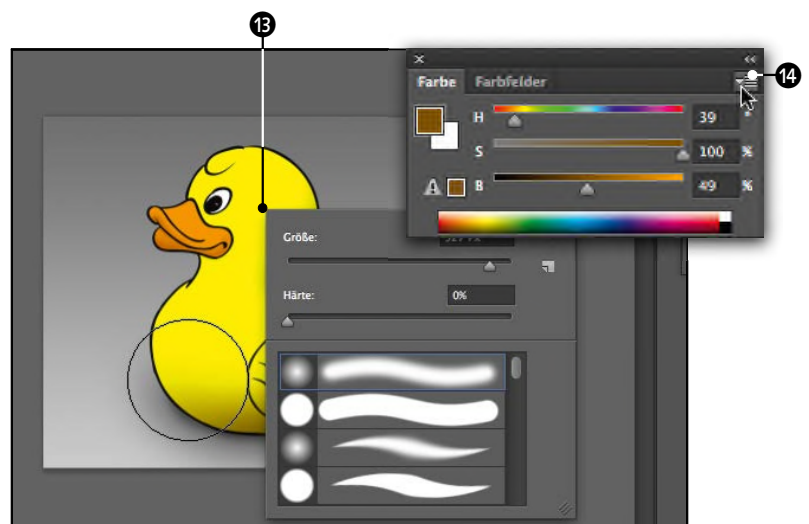 13
14
Farbe Farbfelder
H 39 °
S 100 %
B 49 %
Größe:
Härte: 0%